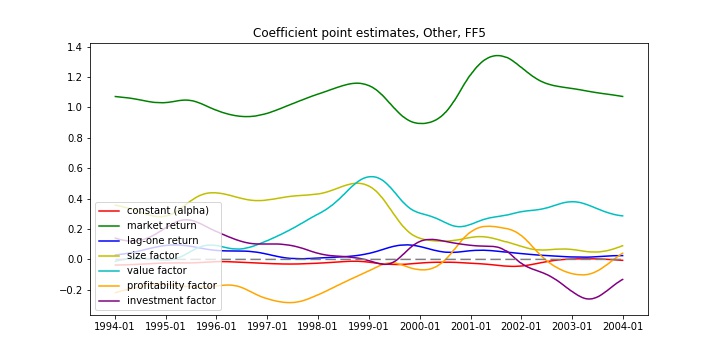 Coefficient point estimates, Other, FF5
1.4
1.2
1.0
0.8
0.6
0.4
0.2
0.0
−0.2
constant (alpha)
market return
lag-one return
size factor
value factor
profitability factor
investment factor
1994-01 1995-01 1996-01 1997-01 1998-01 1999-01 2000-01 2001-01 2002-01 2003-01 2004-01